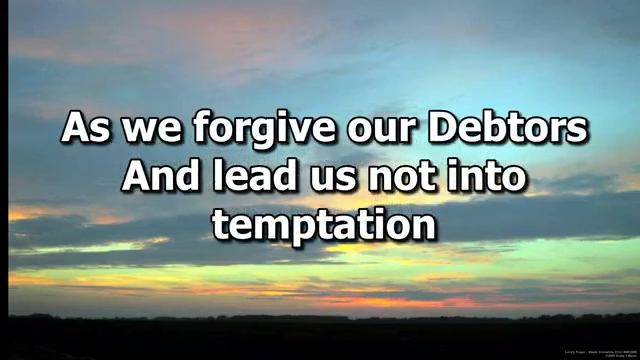 As we forgive our Debtors
And lead us not into
temptation